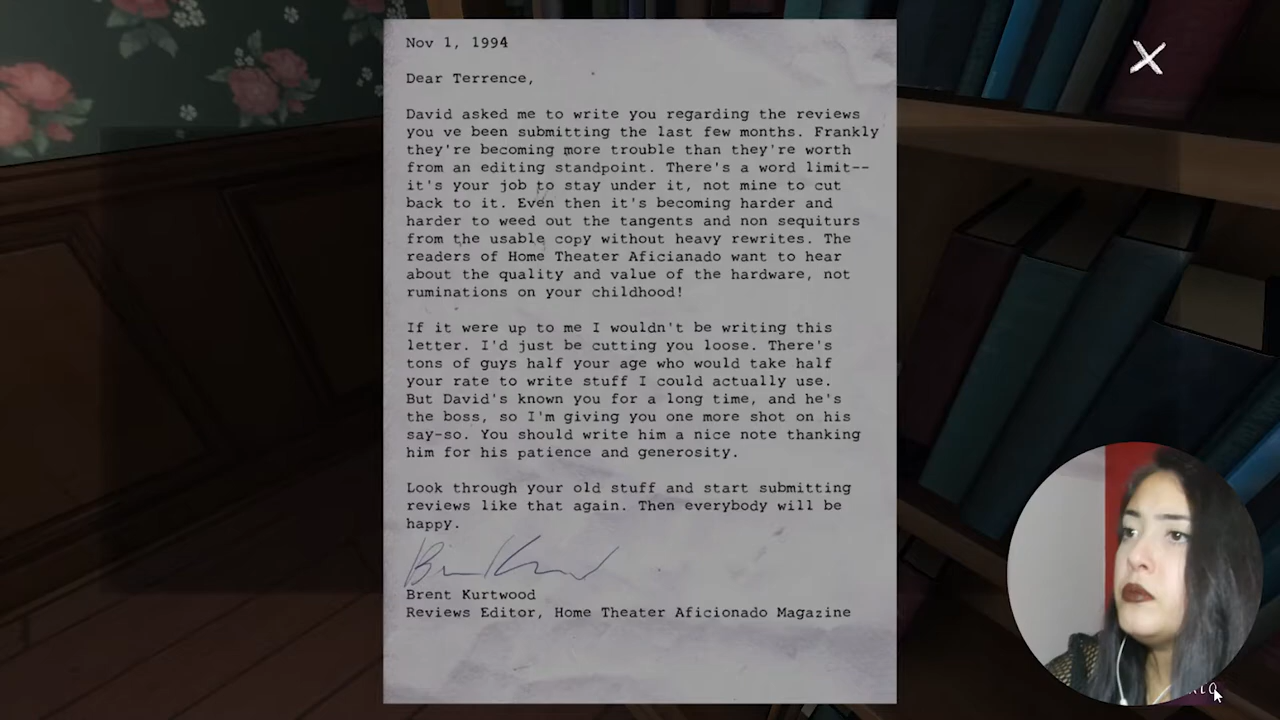 Nov 1, 1994
Dear Terrence,
David asked me to write you regarding the reviews
you ve been submitting the last few months. Frankly
they're becoming more trouble than they're worth
from an editing standpoint. There's a word limit--
it's your job to stay under it, not mine to cut
back to it. Even then it's becoming harder and
harder to weed out the tangents and non sequiturs
from the usable copy without heavy rewrites. The
readers of Home Theater Aficianado want to hear
about the quality and value of the hardware, not
ruminations on your childhood!
If it were up to me I wouldn't be writing this
letter. I'd just be cutting you loose. There's
tons of guys half your age who would take half
your rate to write stuff I could actually use.
But David's known you for a long time, and he's
the boss, so I'm giving you one more shot on his
say-so. You should write him a nice note thanking
him for his patience and generosity.
Look through your old stuff and start submitting
reviews like that again. Then everybody will be
happy.
Brent Kurtwood
Reviews Editor, Home Theater Aficionado Magazine